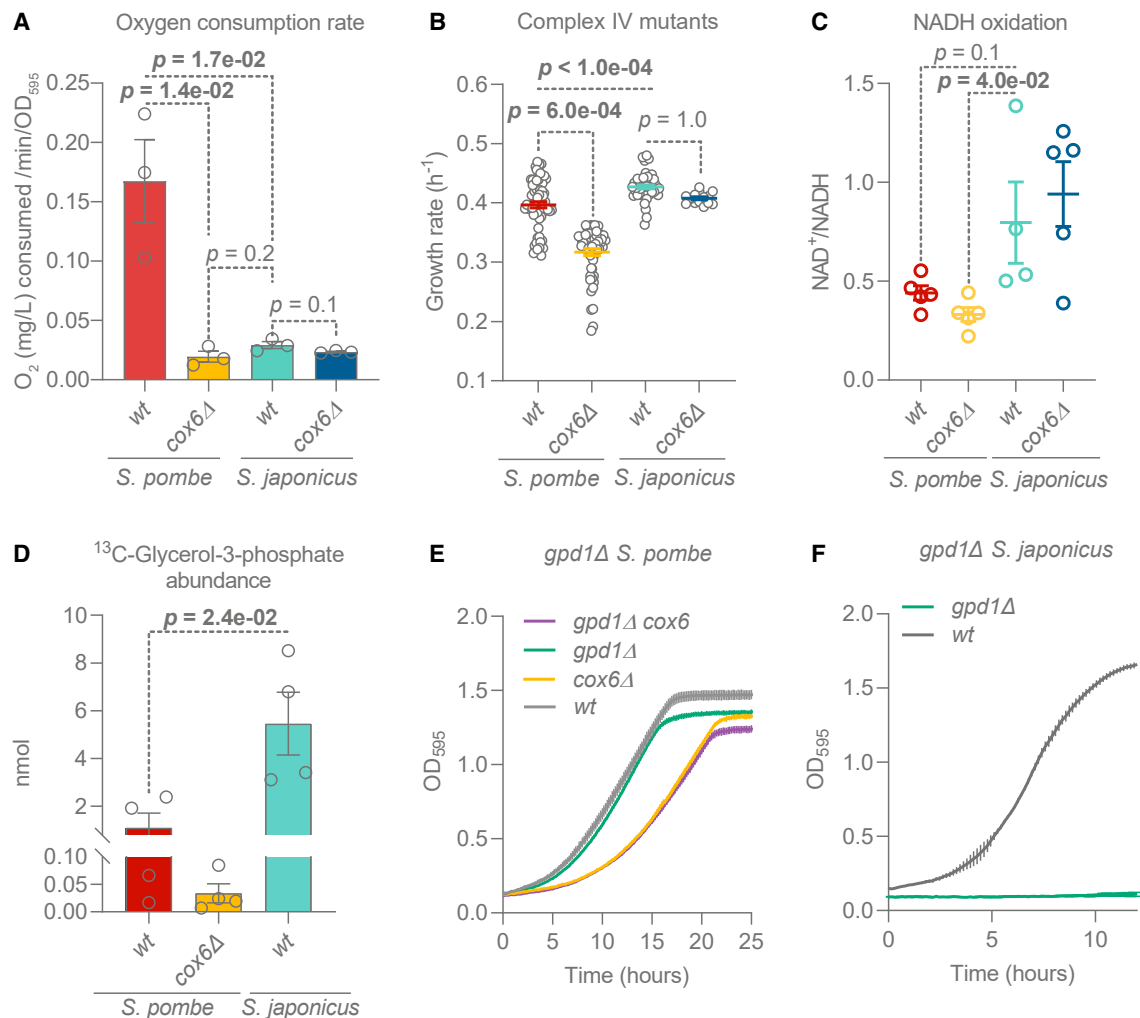 A
Oxygen consumption rate
p = 1.7e-02
p = 1.4e-02
p = 0.2
p = 0.1
O2 (mg/L) consumed /min/OD595
0.25
0.20
0.15
0.10
0.05
0.00
wt
cox6Δ
wt
cox6Δ
S. pombe
S. japonicus
B
Complex IV mutants
p < 1.0e-04
p = 6.0e-04
p = 1.0
Growth rate (h⁻¹)
0.6
0.5
0.4
0.3
0.2
0.1
wt
cox6Δ
wt
cox6Δ
S. pombe
S. japonicus
C
NADH oxidation
p = 0.1
p = 4.0e-02
NAD⁺/NADH
1.5
1.0
0.5
0.0
wt
cox6Δ
wt
cox6Δ
S. pombe
S. japonicus
D
¹³C-Glycerol-3-phosphate
abundance
p = 2.4e-02
nmol
10
8
6
4
2
0.10
0.05
0.00
wt
cox6Δ
wt
S. pombe
S. japonicus
E
gpd1Δ S. pombe
gpd1Δ cox6
gpd1Δ
cox6Δ
wt
OD595
2.0
1.5
1.0
0.5
0.0
0
5
10
15
20
25
Time (hours)
F
gpd1Δ S. japonicus
gpd1Δ
wt
OD595
2.0
1.5
1.0
0.5
0.0
0
5
10
Time (hours)